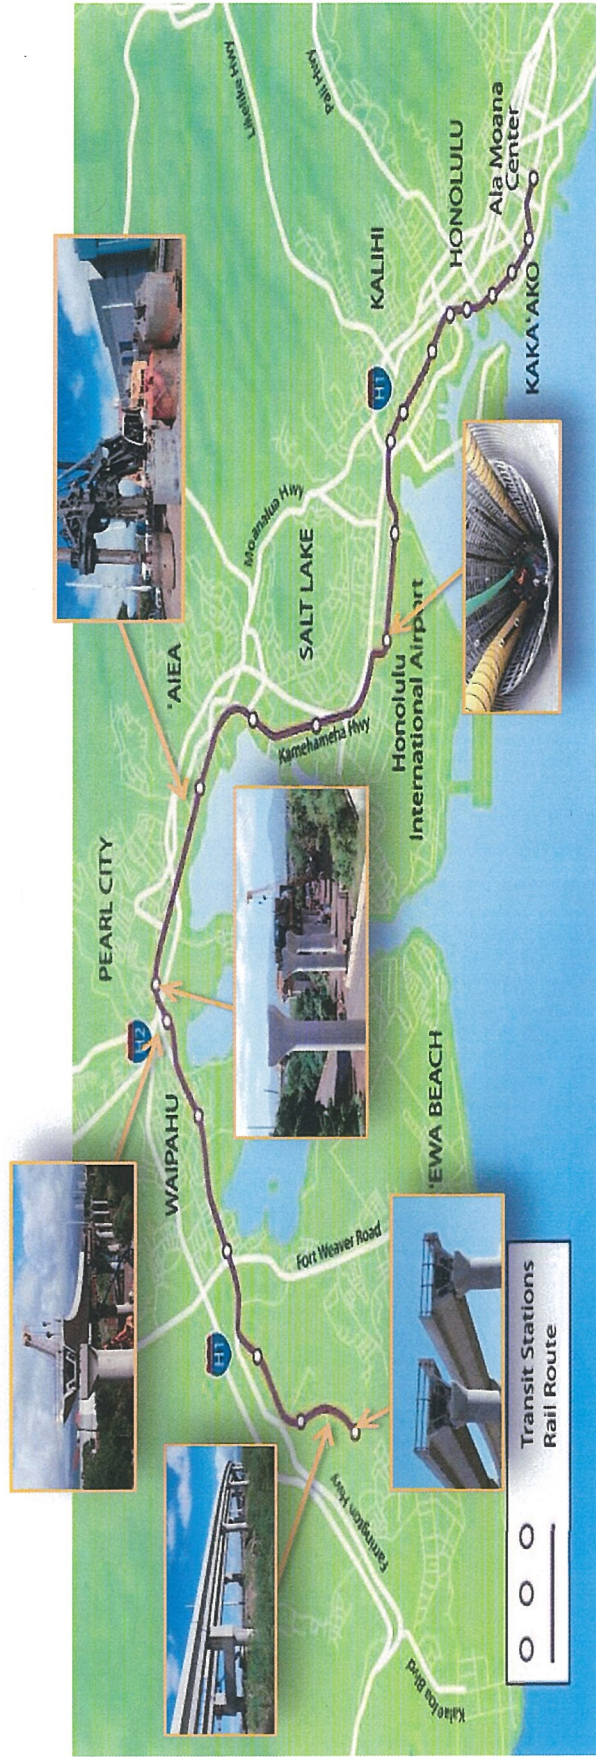 Likelike Hwy
Pali Hwy
HONOLULU
Ala Moana
Center
KALIHI
KAKA'AKO
H1
Moanalua Hwy
SALT LAKE
'AIEA
Honolulu
International Airport
Kamehameha Hwy
PEARL CITY
H2
WAIPAHU
'EWA BEACH
Fort Weaver Road
H1
Farrington Hwy
Kalaeloa Blvd
Transit Stations
Rail Route